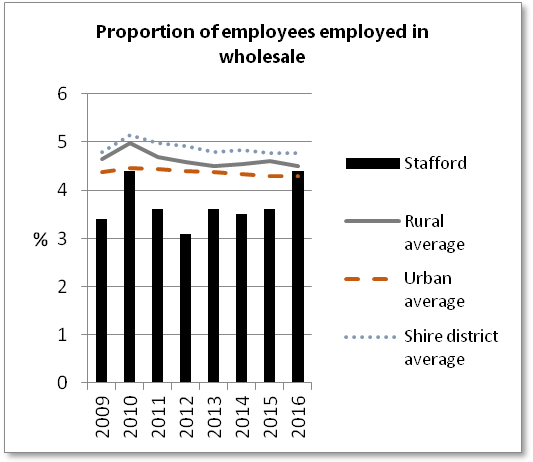 Proportion of employees employed in
wholesale
6
5
4
3
2
1
0
%
2009
2010
2011
2012
2013
2014
2015
2016
Stafford
Rural
average
Urban
average
Shire district
average